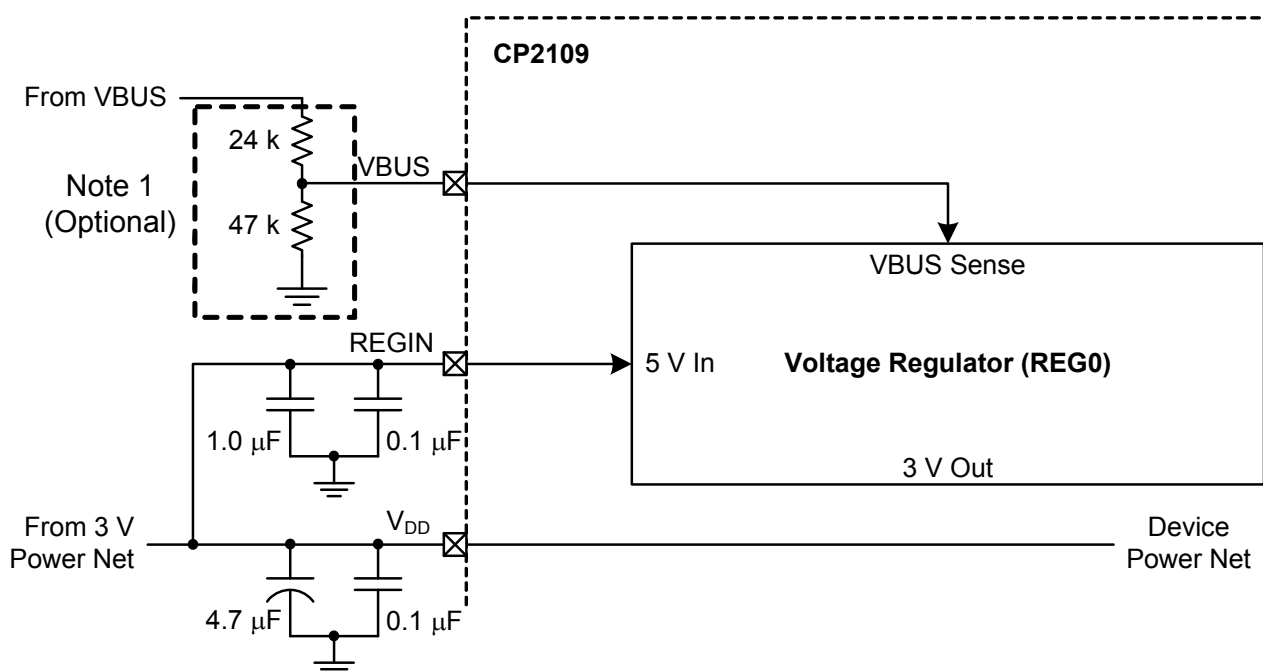 CP2109
From VBUS
24 k
VBUS
Note 1
(Optional)
47 k
VBUS Sense
REGIN
5 V In
Voltage Regulator (REG0)
1.0 μF
0.1 μF
3 V Out
From 3 V
Power Net
VDD
Device
Power Net
4.7 μF
0.1 μF